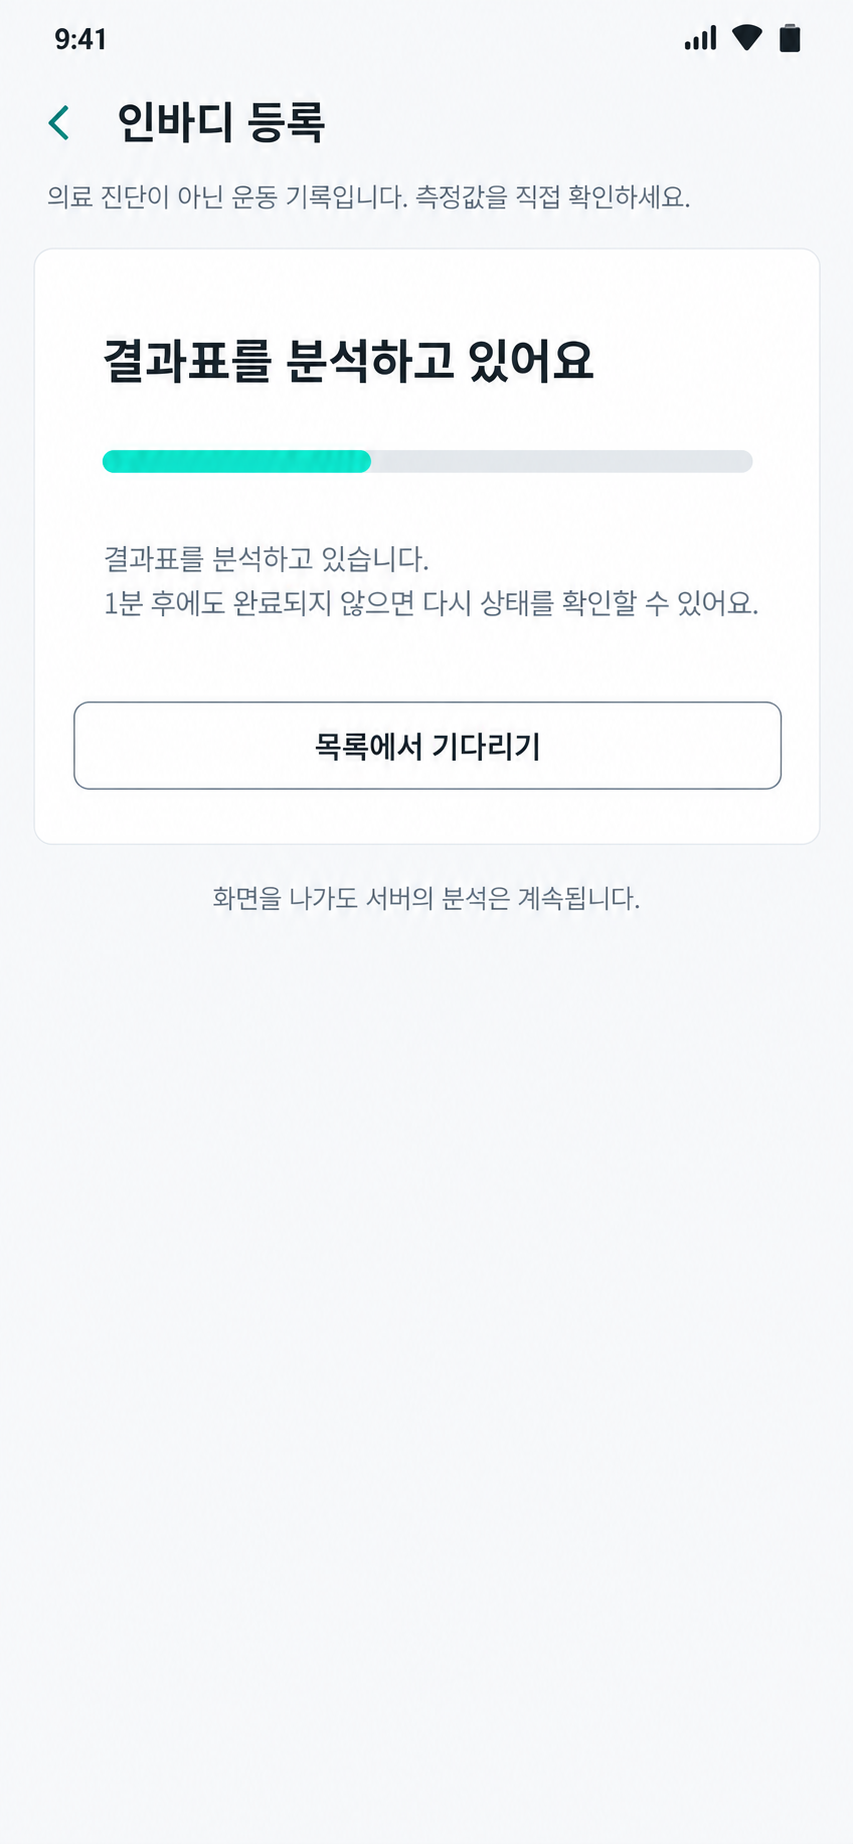 9:41
인바디 등록
의료 진단이 아닌 운동 기록입니다. 측정값을 직접 확인하세요.
결과표를 분석하고 있어요
결과표를 분석하고 있습니다.
1분 후에도 완료되지 않으면 다시 상태를 확인할 수 있어요.
목록에서 기다리기
화면을 나가도 서버의 분석은 계속됩니다.